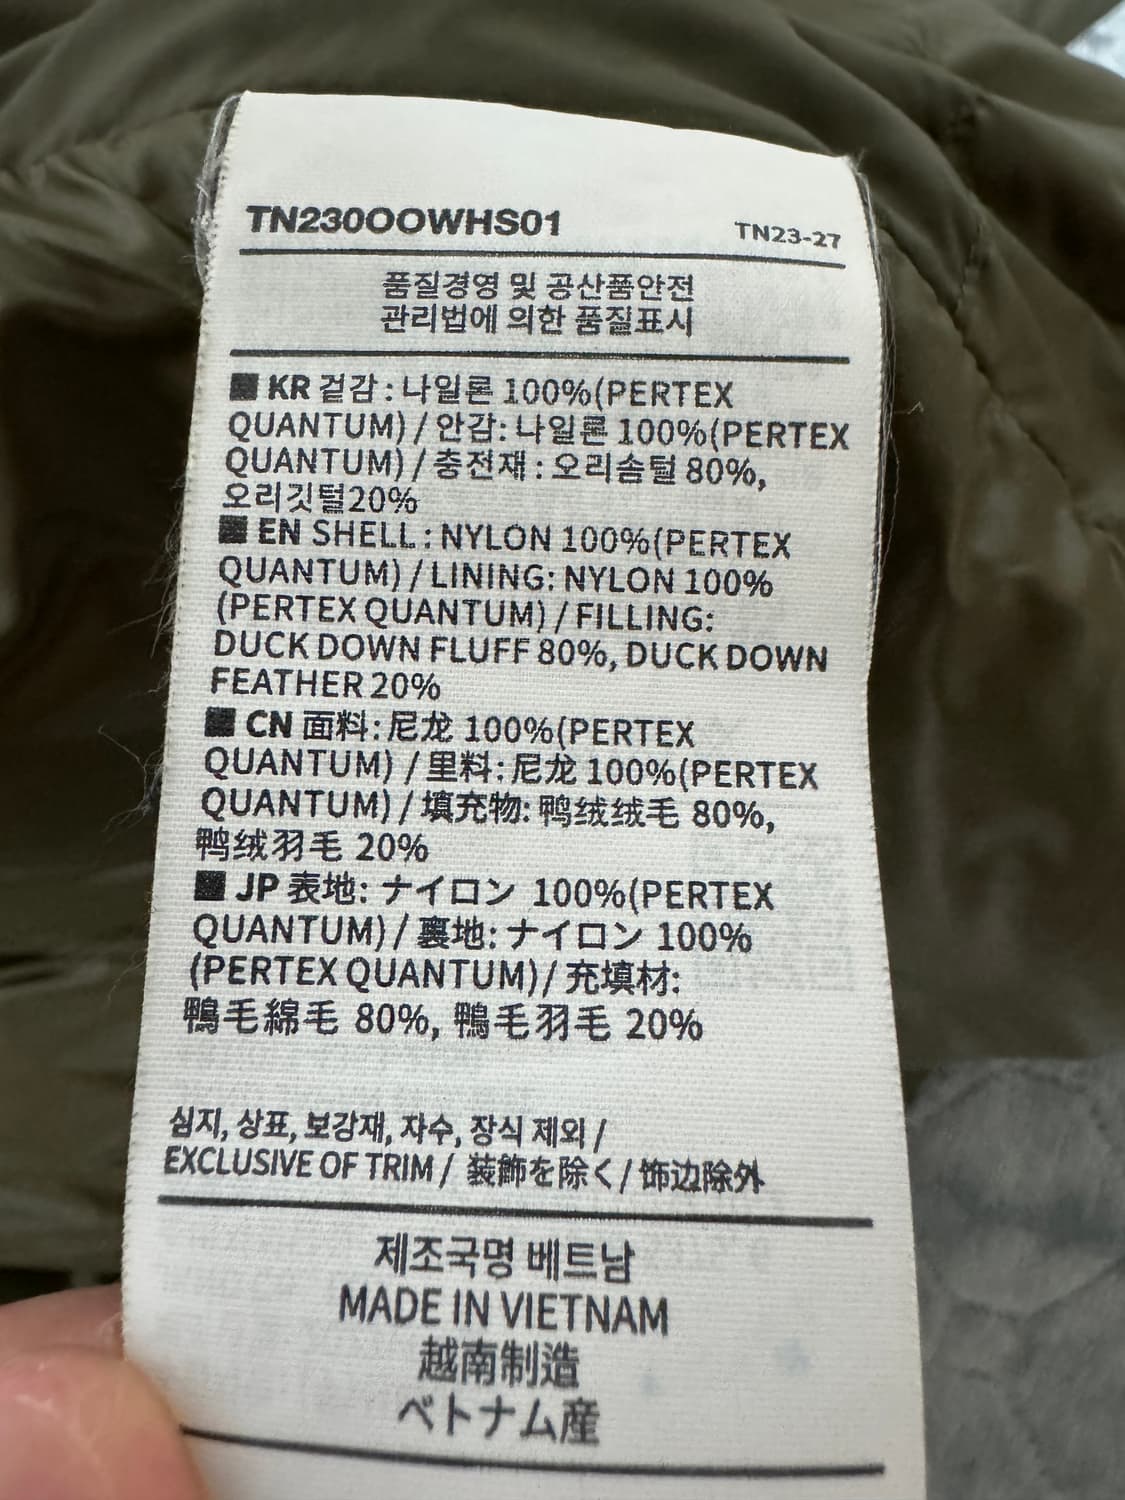 TN230OOWHS01
TN23-27
품질경영 및 공산품안전
관리법에 의한 품질표시
■ KR 겉감 : 나일론 100%(PERTEX
QUANTUM) / 안감: 나일론 100%(PERTEX
QUANTUM) / 충전재 : 오리솜털 80%,
오리깃털20%
■ EN SHELL : NYLON 100%(PERTEX
QUANTUM) / LINING: NYLON 100%
(PERTEX QUANTUM) / FILLING:
DUCK DOWN FLUFF 80%, DUCK DOWN
FEATHER 20%
■ CN 面料: 尼龙 100%(PERTEX
QUANTUM) / 里料: 尼龙 100%(PERTEX
QUANTUM) / 填充物: 鸭绒绒毛 80%,
鸭绒羽毛 20%
■ JP 表地: ナイロン 100%(PERTEX
QUANTUM) / 裏地: ナイロン 100%
(PERTEX QUANTUM)/ 充填材:
鴨毛綿毛 80%, 鴨毛羽毛 20%
심지, 상표, 보강재, 자수, 장식 제외 /
EXCLUSIVE OF TRIM / 装飾を除く / 饰边除外
제조국명 베트남
MADE IN VIETNAM
越南制造
ベトナム産